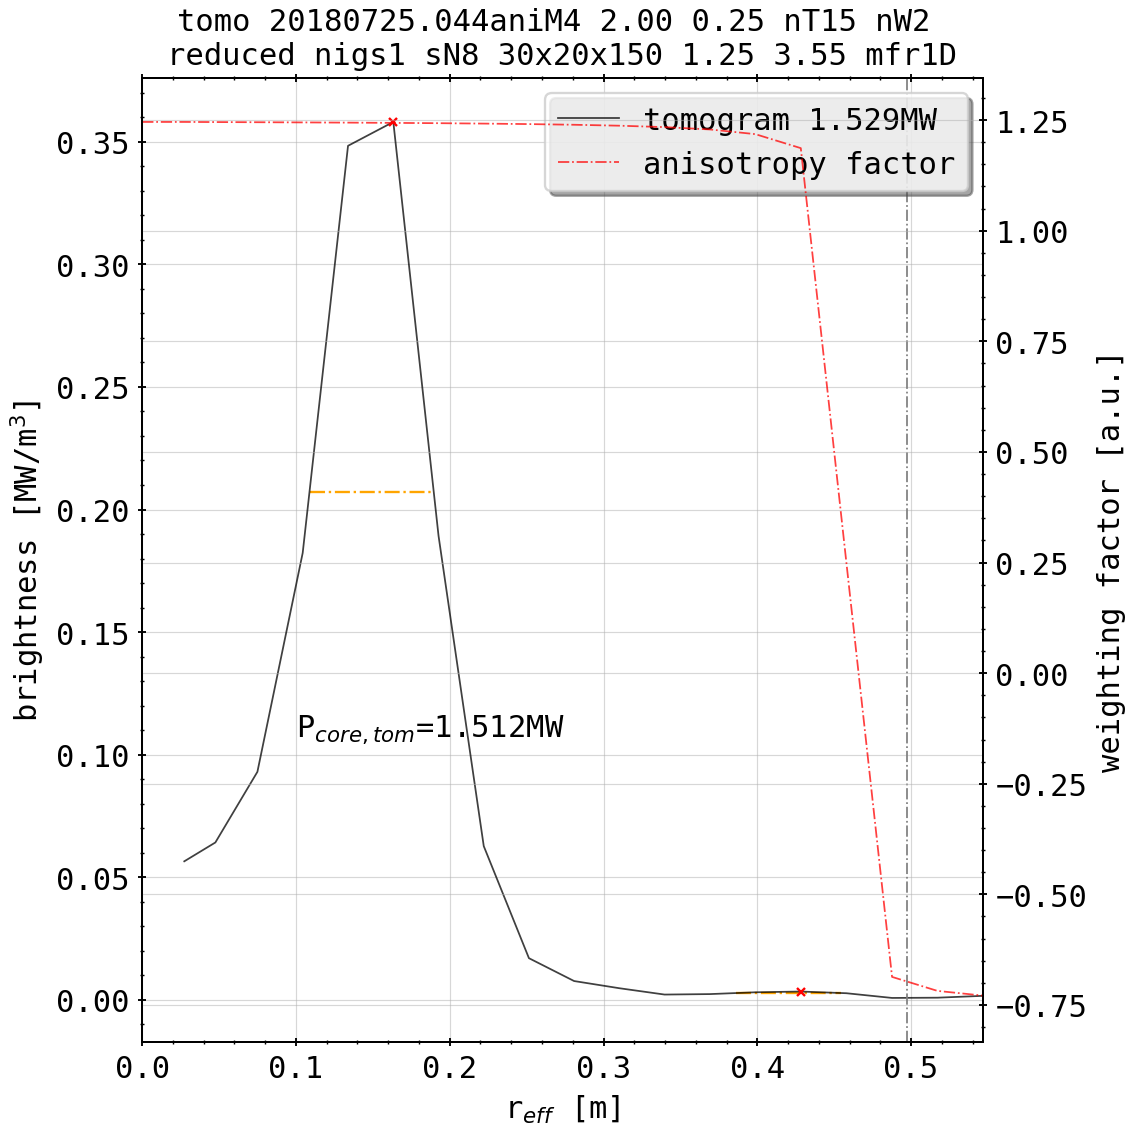 tomo 20180725.044aniM4 2.00 0.25 nT15 nW2
reduced nigs1 sN8 30x20x150 1.25 3.55 mfr1D
tomogram 1.529MW
anisotropy factor
P_{core,tom}=1.512MW
brightness [MW/m³]
0.35
0.30
0.25
0.20
0.15
0.10
0.05
0.00
weighting factor [a.u.]
1.25
1.00
0.75
0.50
0.25
0.00
−0.25
−0.50
−0.75
0.0 0.1 0.2 0.3 0.4 0.5
r_{eff} [m]